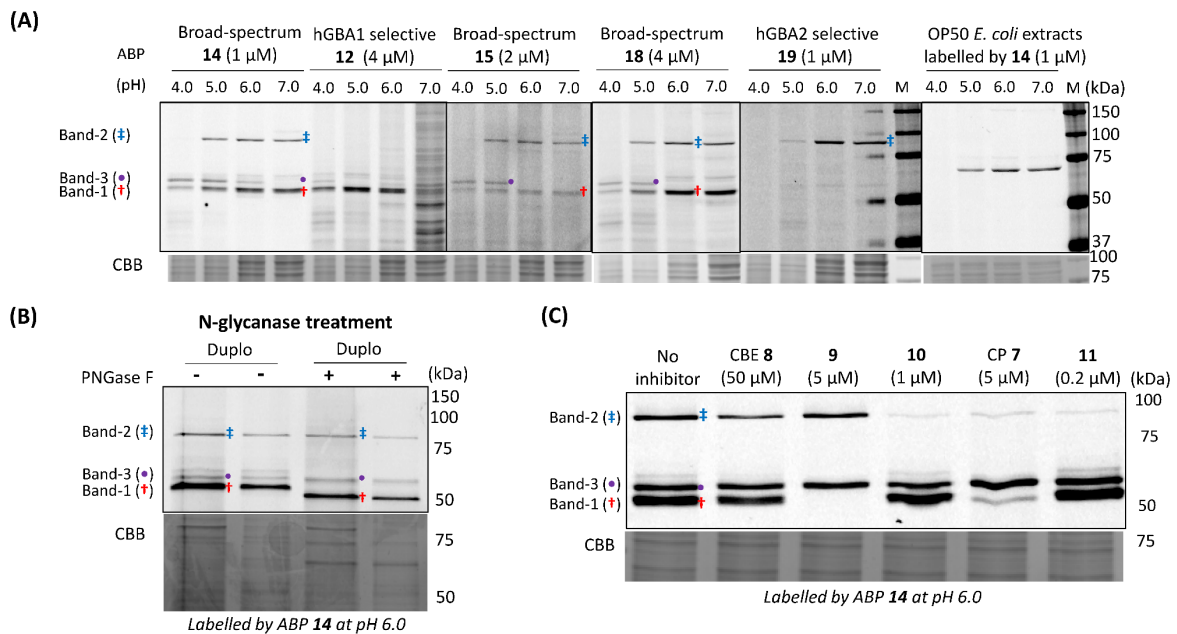 (A)
Broad-spectrum hGBA1 selective Broad-spectrum Broad-spectrum hGBA2 selective OP50 E. coli extracts
ABP 14 (1 µM) 12 (4 µM) 15 (2 µM) 18 (4 µM) 19 (1 µM) labelled by 14 (1 µM)
(pH) 4.0 5.0 6.0 7.0 4.0 5.0 6.0 7.0 4.0 5.0 6.0 7.0 4.0 5.0 6.0 7.0 4.0 5.0 6.0 7.0 M 4.0 5.0 6.0 7.0 M (kDa)
150
Band-2 (‡) ‡ ‡ ‡ ‡ 100
75
Band-3 (•)
Band-1 (†) † † † 50
37
CBB 100
75
(B)
N-glycanase treatment
Duplo Duplo
PNGase F - - + + (kDa)
150
100
Band-2 (‡) ‡ ‡
75
Band-3 (•)
Band-1 (†) † † 50
CBB 75
50
Labelled by ABP 14 at pH 6.0
(C)
No CBE 8 9 10 CP 7 11
inhibitor (50 µM) (5 µM) (1 µM) (5 µM) (0.2 µM) (kDa)
100
Band-2 (‡) ‡
75
Band-3 (•)
Band-1 (†) † 50
CBB 75
Labelled by ABP 14 at pH 6.0